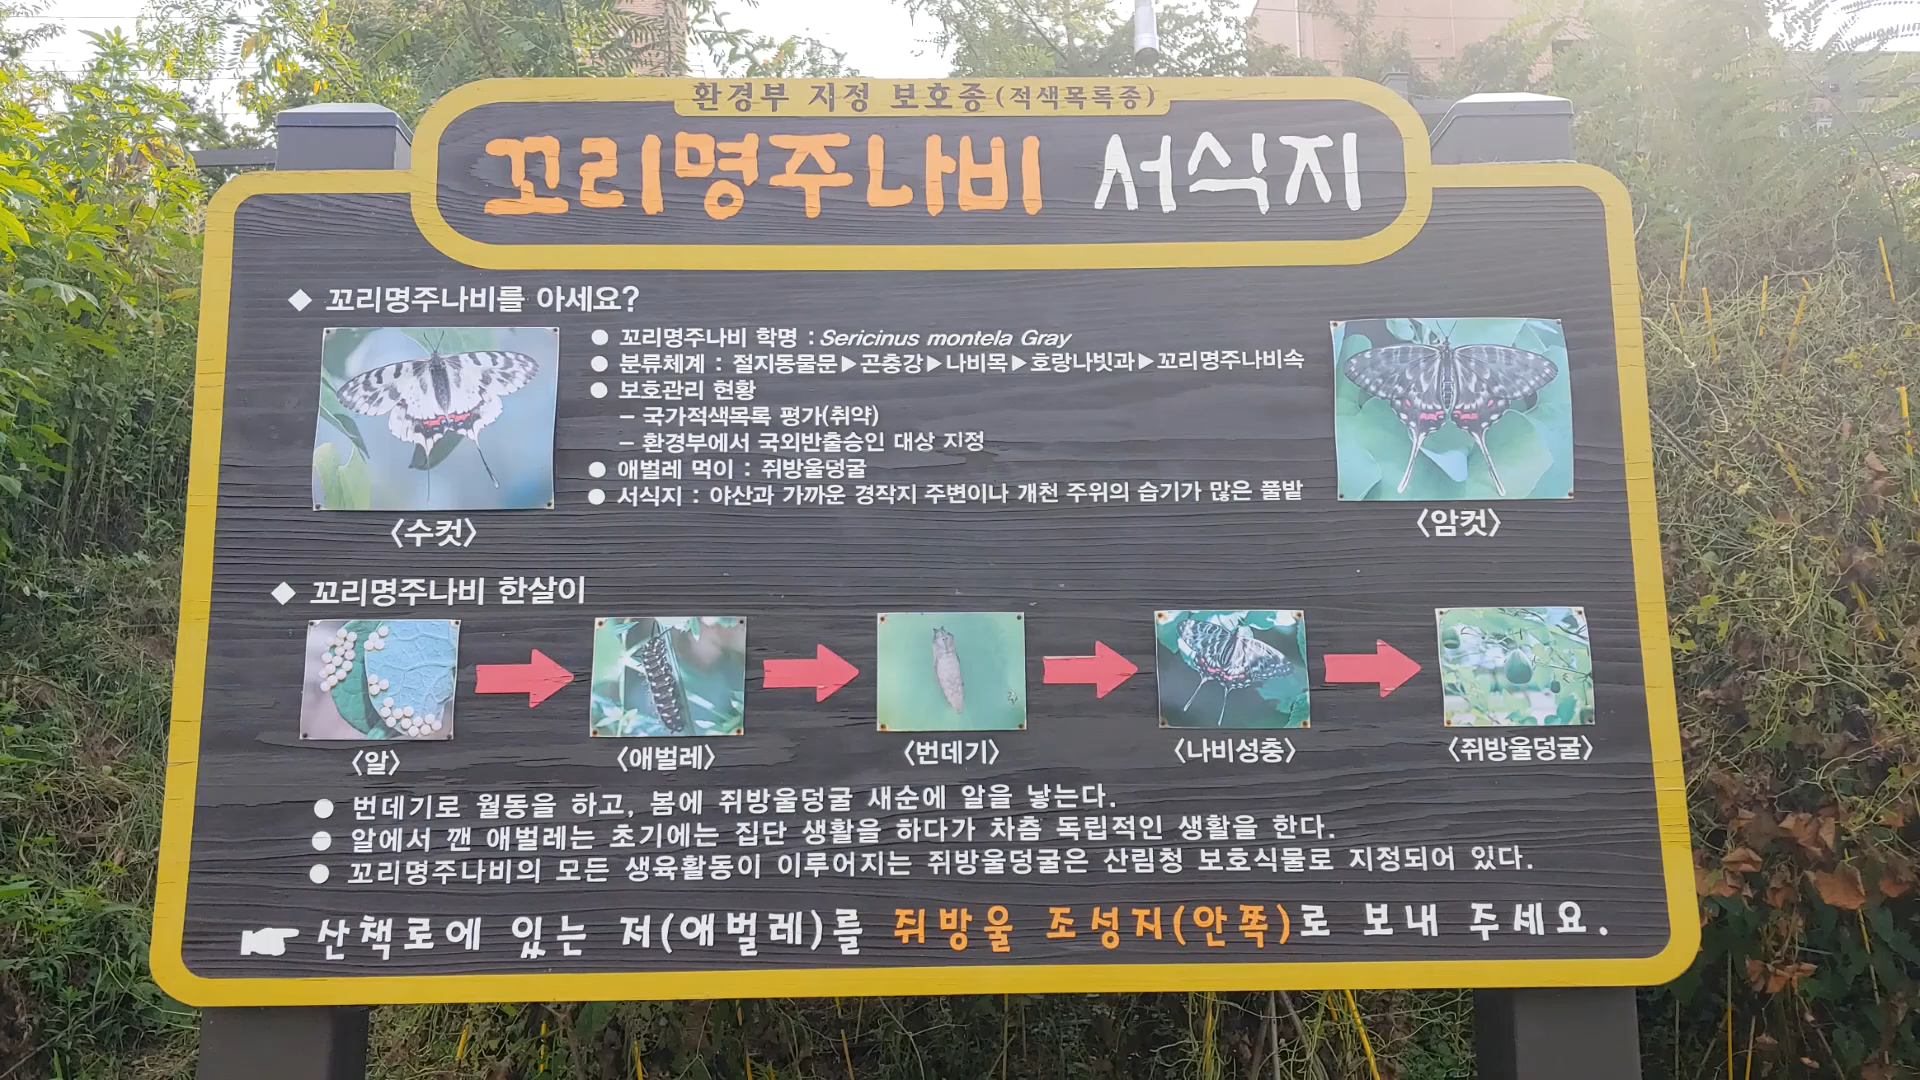 환경부 지정 보호종(적색목록종)
꼬리명주나비 서식지
◆ 꼬리명주나비를 아세요?
● 꼬리명주나비 학명 : Sericinus montela Gray
● 분류체계 : 절지동물문▶곤충강▶나비목▶호랑나빗과▶꼬리명주나비속
● 보호관리 현황
– 국가적색목록 평가(취약)
– 환경부에서 국외반출승인 대상 지정
● 애벌레 먹이 : 쥐방울덩굴
● 서식지 : 야산과 가까운 경작지 주변이나 개천 주위의 습기가 많은 풀밭
<수컷>
<암컷>
◆ 꼬리명주나비 한살이
<알>
<애벌레>
<번데기>
<나비성충>
<쥐방울덩굴>
● 번데기로 월동을 하고, 봄에 쥐방울덩굴 새순에 알을 낳는다.
● 알에서 깬 애벌레는 초기에는 집단 생활을 하다가 차츰 독립적인 생활을 한다.
● 꼬리명주나비의 모든 생육활동이 이루어지는 쥐방울덩굴은 산림청 보호식물로 지정되어 있다.
☛ 산책로에 있는 저(애벌레)를 쥐방울 조성지(안쪽)로 보내 주세요.